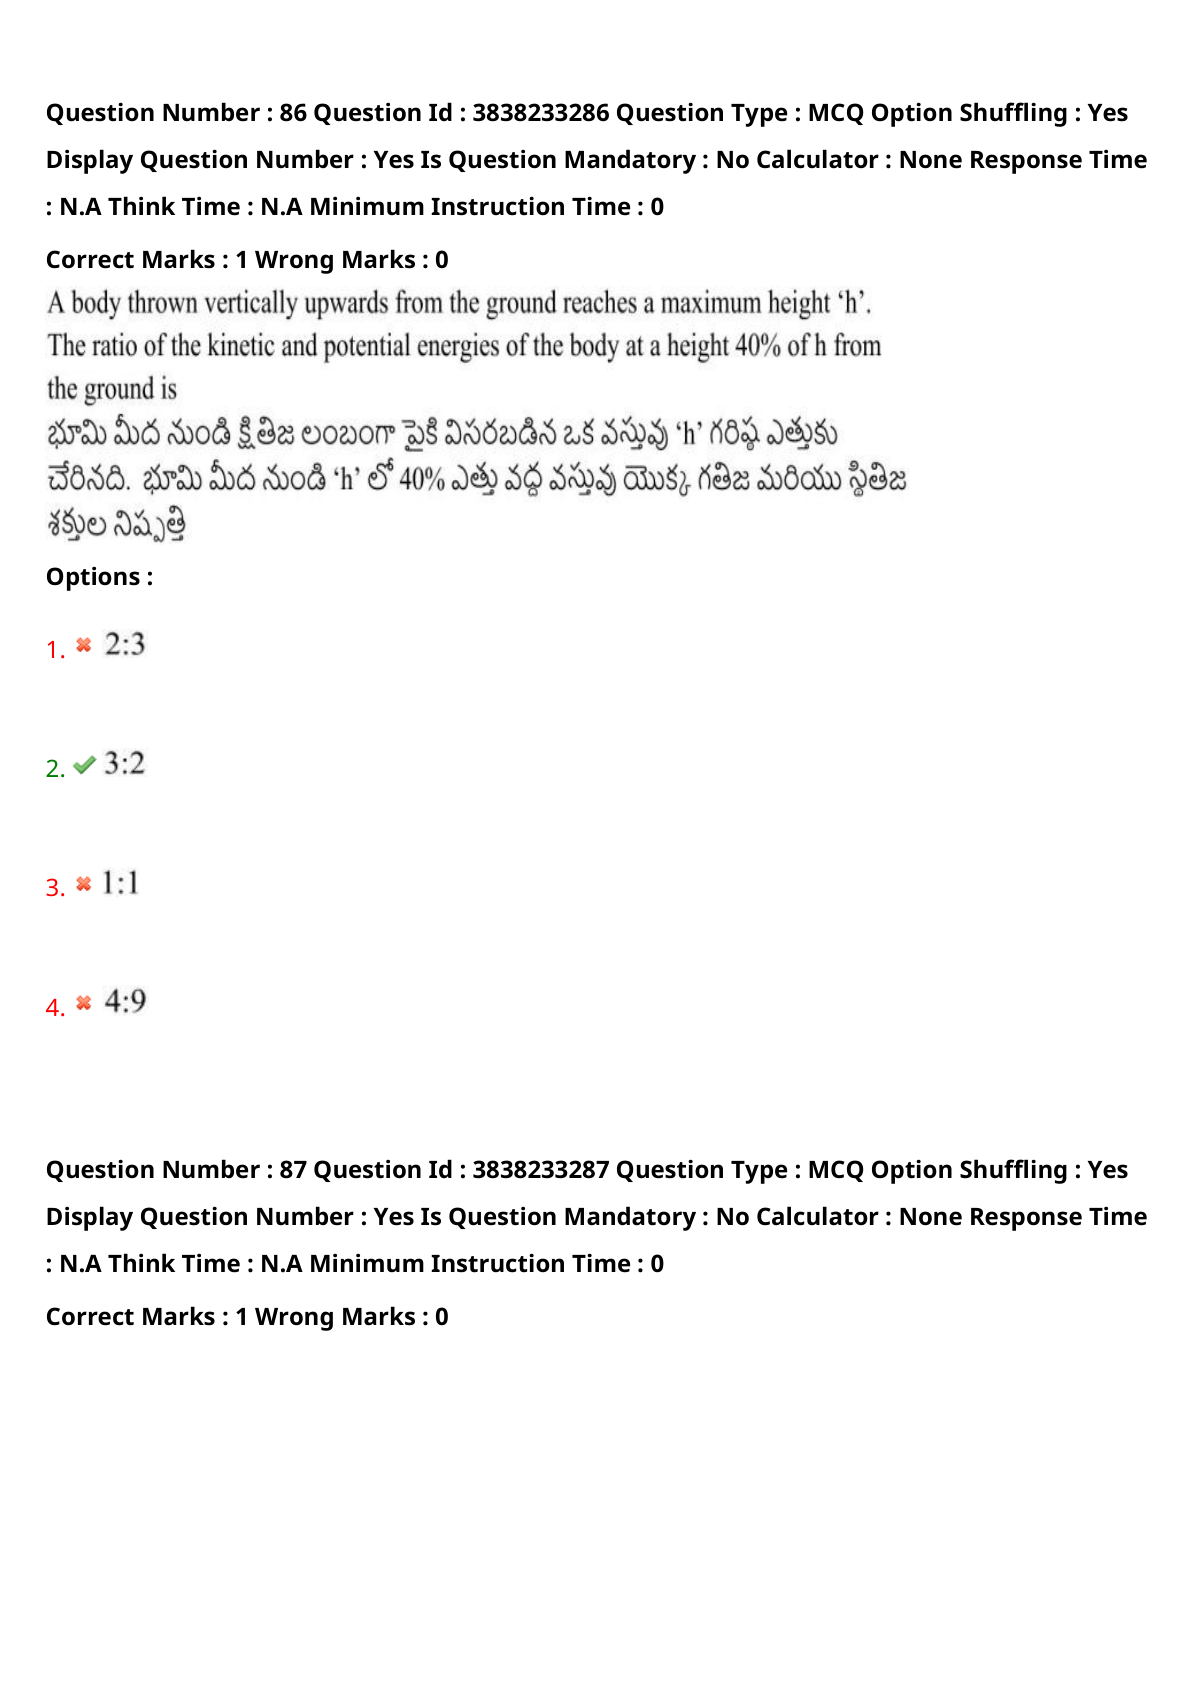 Question Number : 86 Question Id : 3838233286 Question Type : MCQ Option Shuffling : Yes
Display Question Number : Yes Is Question Mandatory : No Calculator : None Response Time
: N.A Think Time : N.A Minimum Instruction Time : 0
Correct Marks : 1 Wrong Marks : 0
A body thrown vertically upwards from the ground reaches a maximum height ‘h’.
The ratio of the kinetic and potential energies of the body at a height 40% of h from
the ground is
భూమి మీద నుండి క్షితిజ లంబంగా పైకి విసరబడిన ఒక వస్తువు ‘h’ గరిష్ఠ ఎత్తుకు
చేరినది. భూమి మీద నుండి ‘h’ లో 40% ఎత్తు వద్ద వస్తువు యొక్క గతిజ మరియు స్థితిజ
శక్తుల నిష్పత్తి
Options :
1. 2:3
2. 3:2
3. 1:1
4. 4:9
Question Number : 87 Question Id : 3838233287 Question Type : MCQ Option Shuffling : Yes
Display Question Number : Yes Is Question Mandatory : No Calculator : None Response Time
: N.A Think Time : N.A Minimum Instruction Time : 0
Correct Marks : 1 Wrong Marks : 0